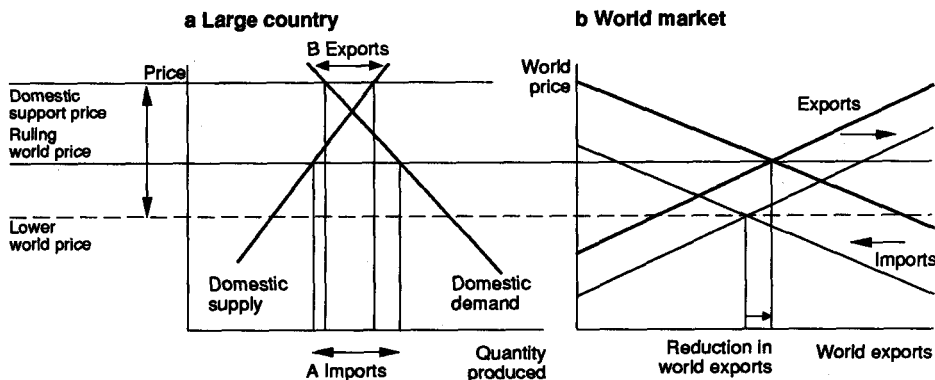 a Large country
B Exports
Price
Domestic
support price
Ruling
world price
Lower
world price
Domestic
supply
Domestic
demand
A Imports
Quantity
produced
b World market
World
price
Exports
Imports
Reduction in
world exports
World exports